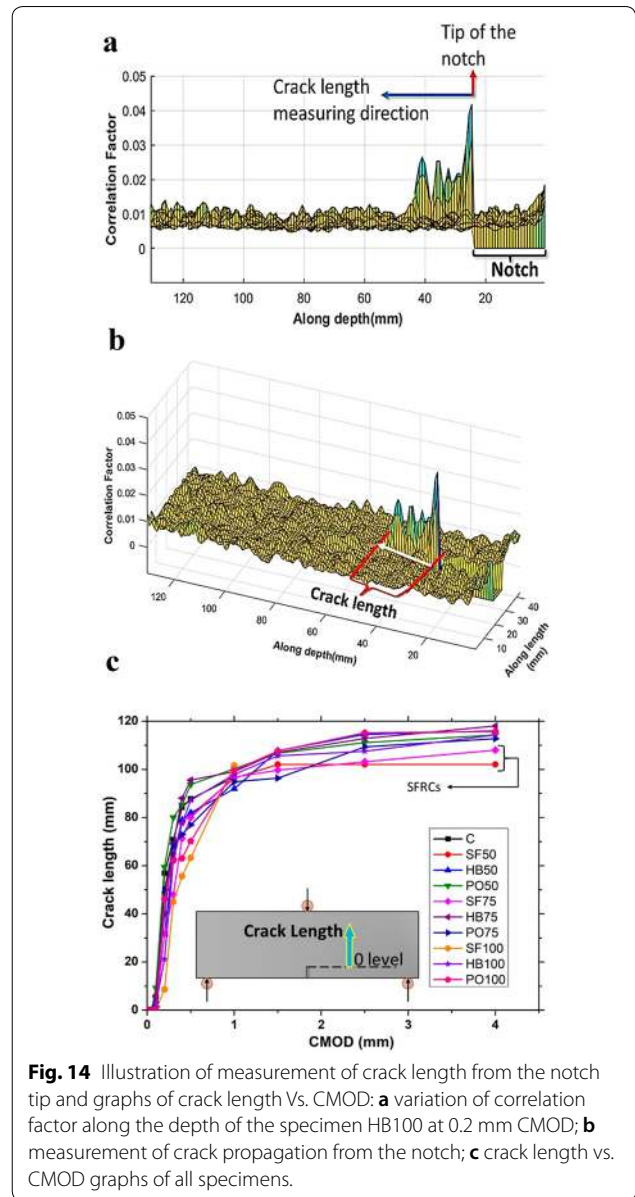 a
Tip of the
notch
Crack length
measuring direction
0.05
0.04
0.03
0.02
0.01
0
Correlation Factor
Notch
120 100 80 60 40 20
Along depth(mm)
b
0.05
0.04
0.03
0.02
0.01
0
Correlation Factor
Crack length
120
100
80
60
40
20
Along depth(mm)
40
30
20
10
Along length
(mm)
c
120
100
80
60
40
20
0
Crack length (mm)
SFRCs
C
SF50
HB50
PO50
SF75
HB75
PO75
SF100
HB100
PO100
Crack Length
0 level
0 1 2 3 4
CMOD (mm)
Fig. 14 Illustration of measurement of crack length from the notch
tip and graphs of crack length Vs. CMOD: a variation of correlation
factor along the depth of the specimen HB100 at 0.2 mm CMOD; b
measurement of crack propagation from the notch; c crack length vs.
CMOD graphs of all specimens.